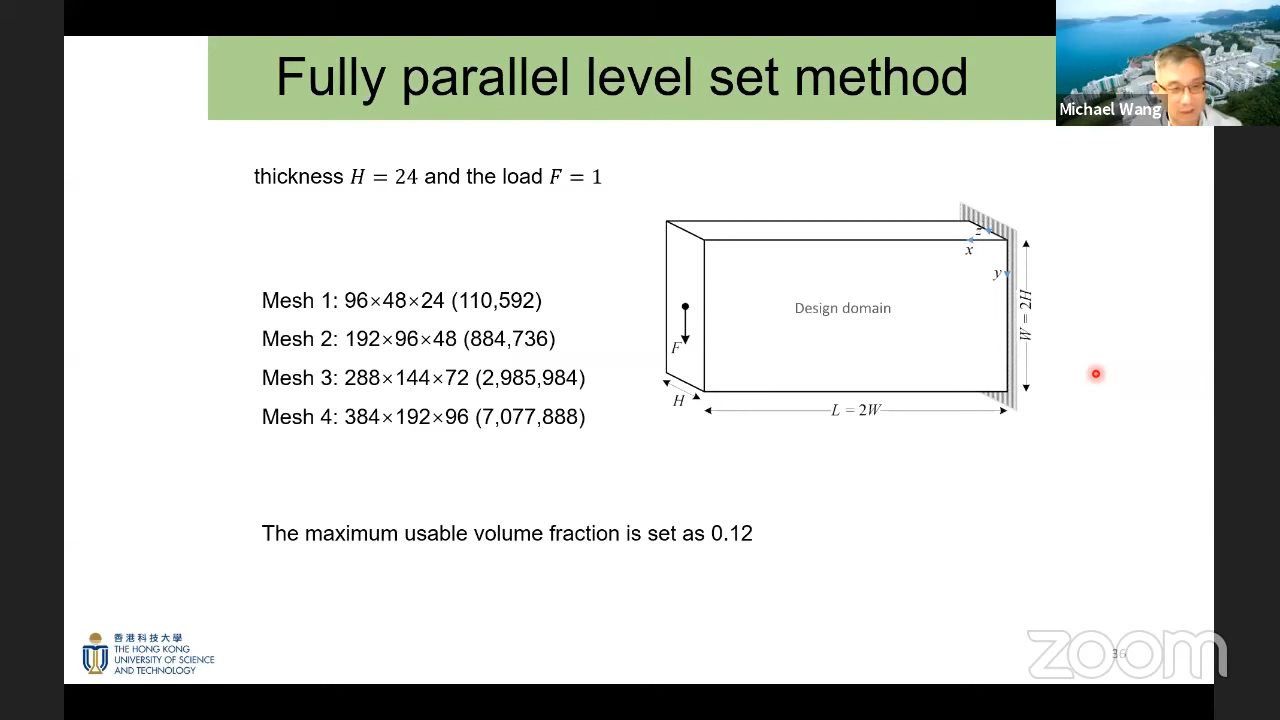 Fully parallel level set method
Michael Wang
thickness H = 24 and the load F = 1
z
x
y
Mesh 1: 96×48×24 (110,592)
Design domain
W = 2H
Mesh 2: 192×96×48 (884,736)
F
Mesh 3: 288×144×72 (2,985,984)
H
L = 2W
Mesh 4: 384×192×96 (7,077,888)
The maximum usable volume fraction is set as 0.12
香港科技大學
THE HONG KONG
UNIVERSITY OF SCIENCE
AND TECHNOLOGY
zoom
36